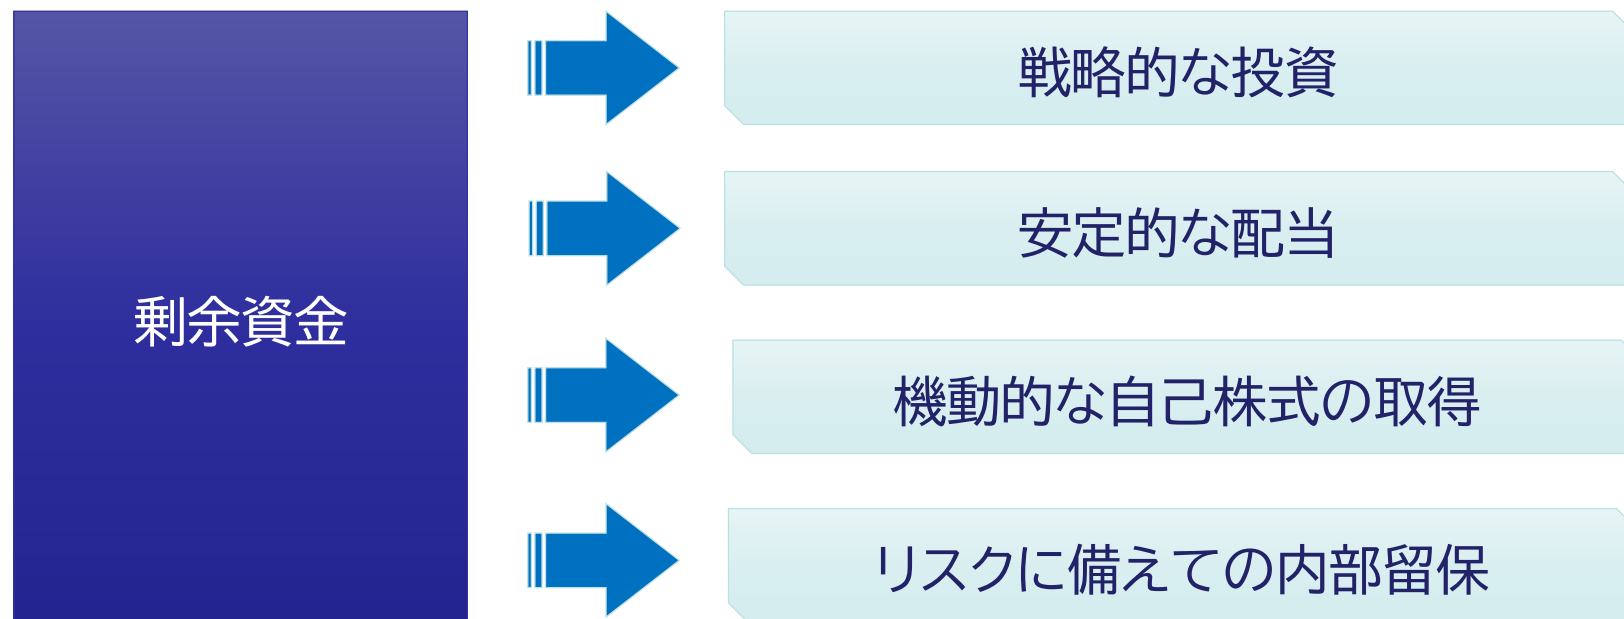 剰余資金
戦略的な投資
安定的な配当
機動的な自己株式の取得
リスクに備えての内部留保